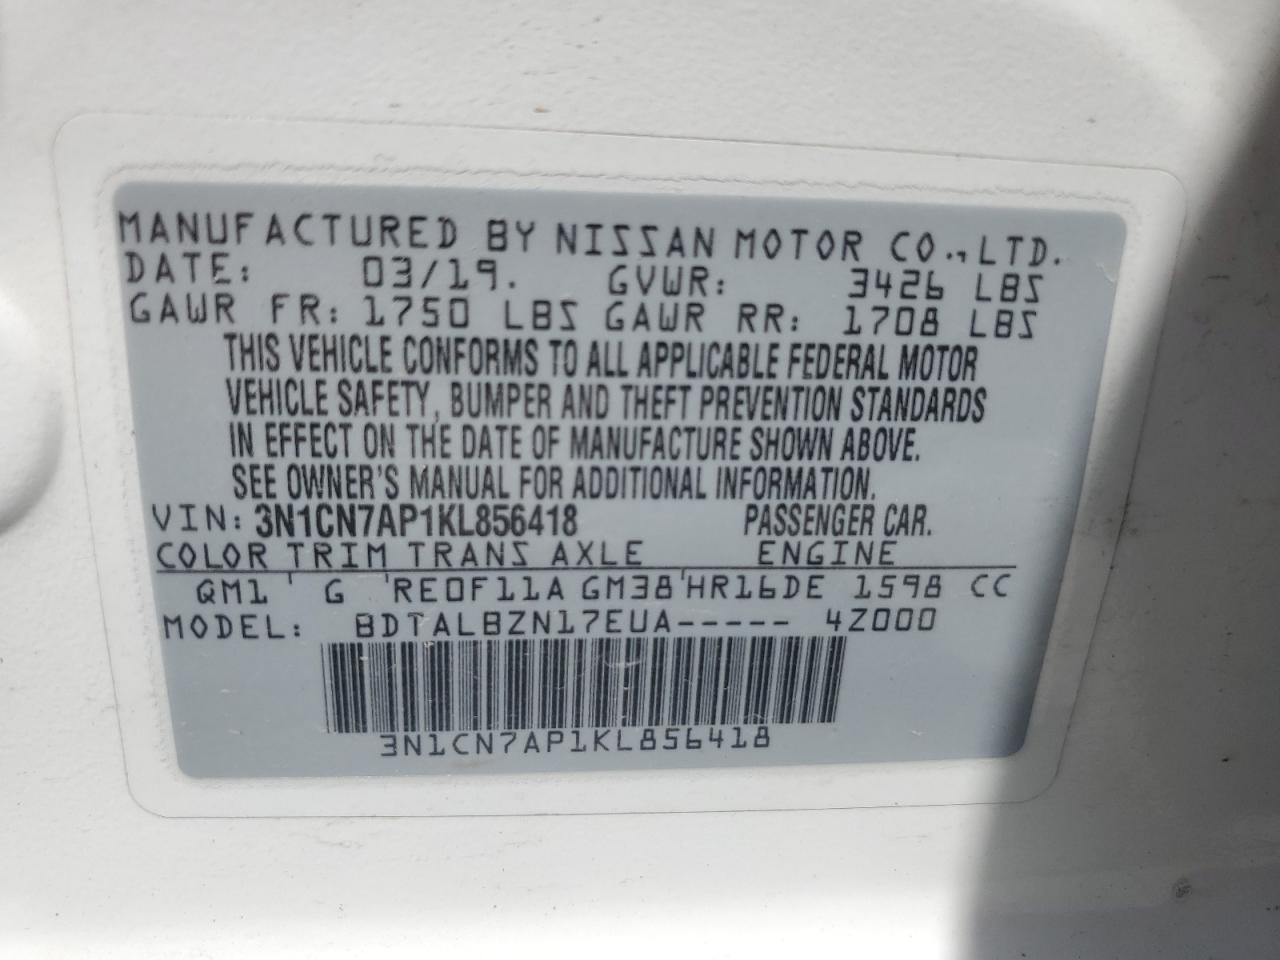 MANUFACTURED BY NISSAN MOTOR CO., LTD.
DATE: 03/19. GVWR: 3426 LBS
GAWR FR: 1750 LBS GAWR RR: 1708 LBS
THIS VEHICLE CONFORMS TO ALL APPLICABLE FEDERAL MOTOR
VEHICLE SAFETY, BUMPER AND THEFT PREVENTION STANDARDS
IN EFFECT ON THE DATE OF MANUFACTURE SHOWN ABOVE.
SEE OWNER'S MANUAL FOR ADDITIONAL INFORMATION.
VIN: 3N1CN7AP1KL856418 PASSENGER CAR.
COLOR TRIM TRANS AXLE ENGINE
QM1 ' G 'RE0F11A GM38'HR16DE 1598 CC
MODEL: BDTALBZN17EUA----- 4Z000
3N1CN7AP1KL856418